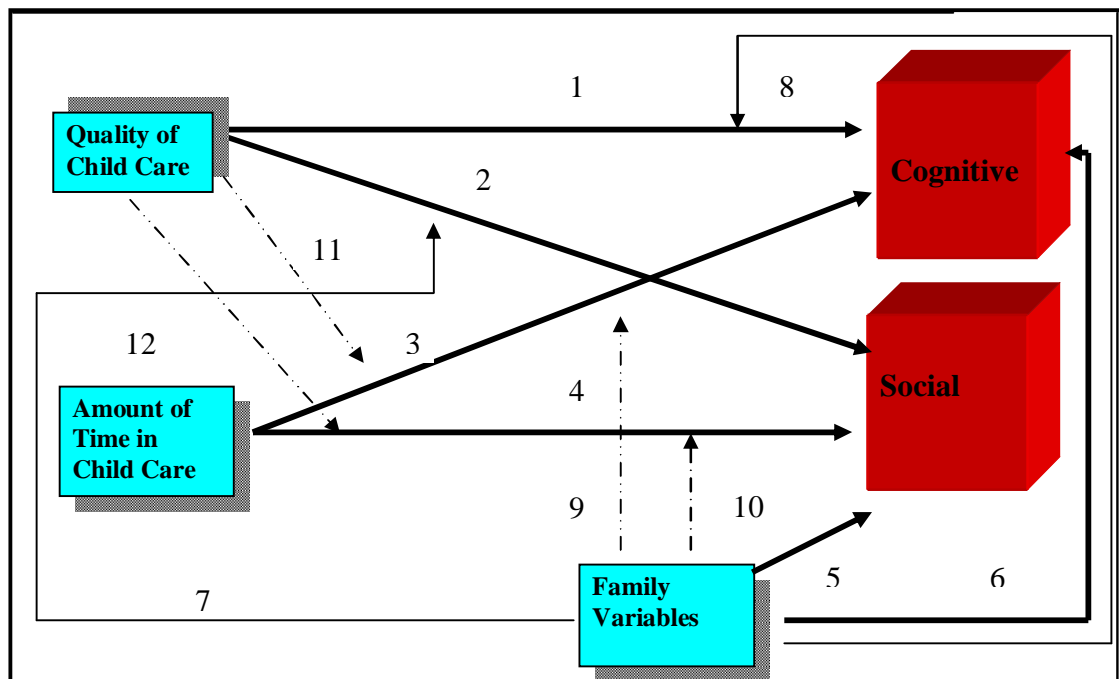 1
8
Quality of
Child Care
Cognitive
2
11
12
3
4
Social
Amount of
Time in
Child Care
9
10
Family
Variables
5
6
7